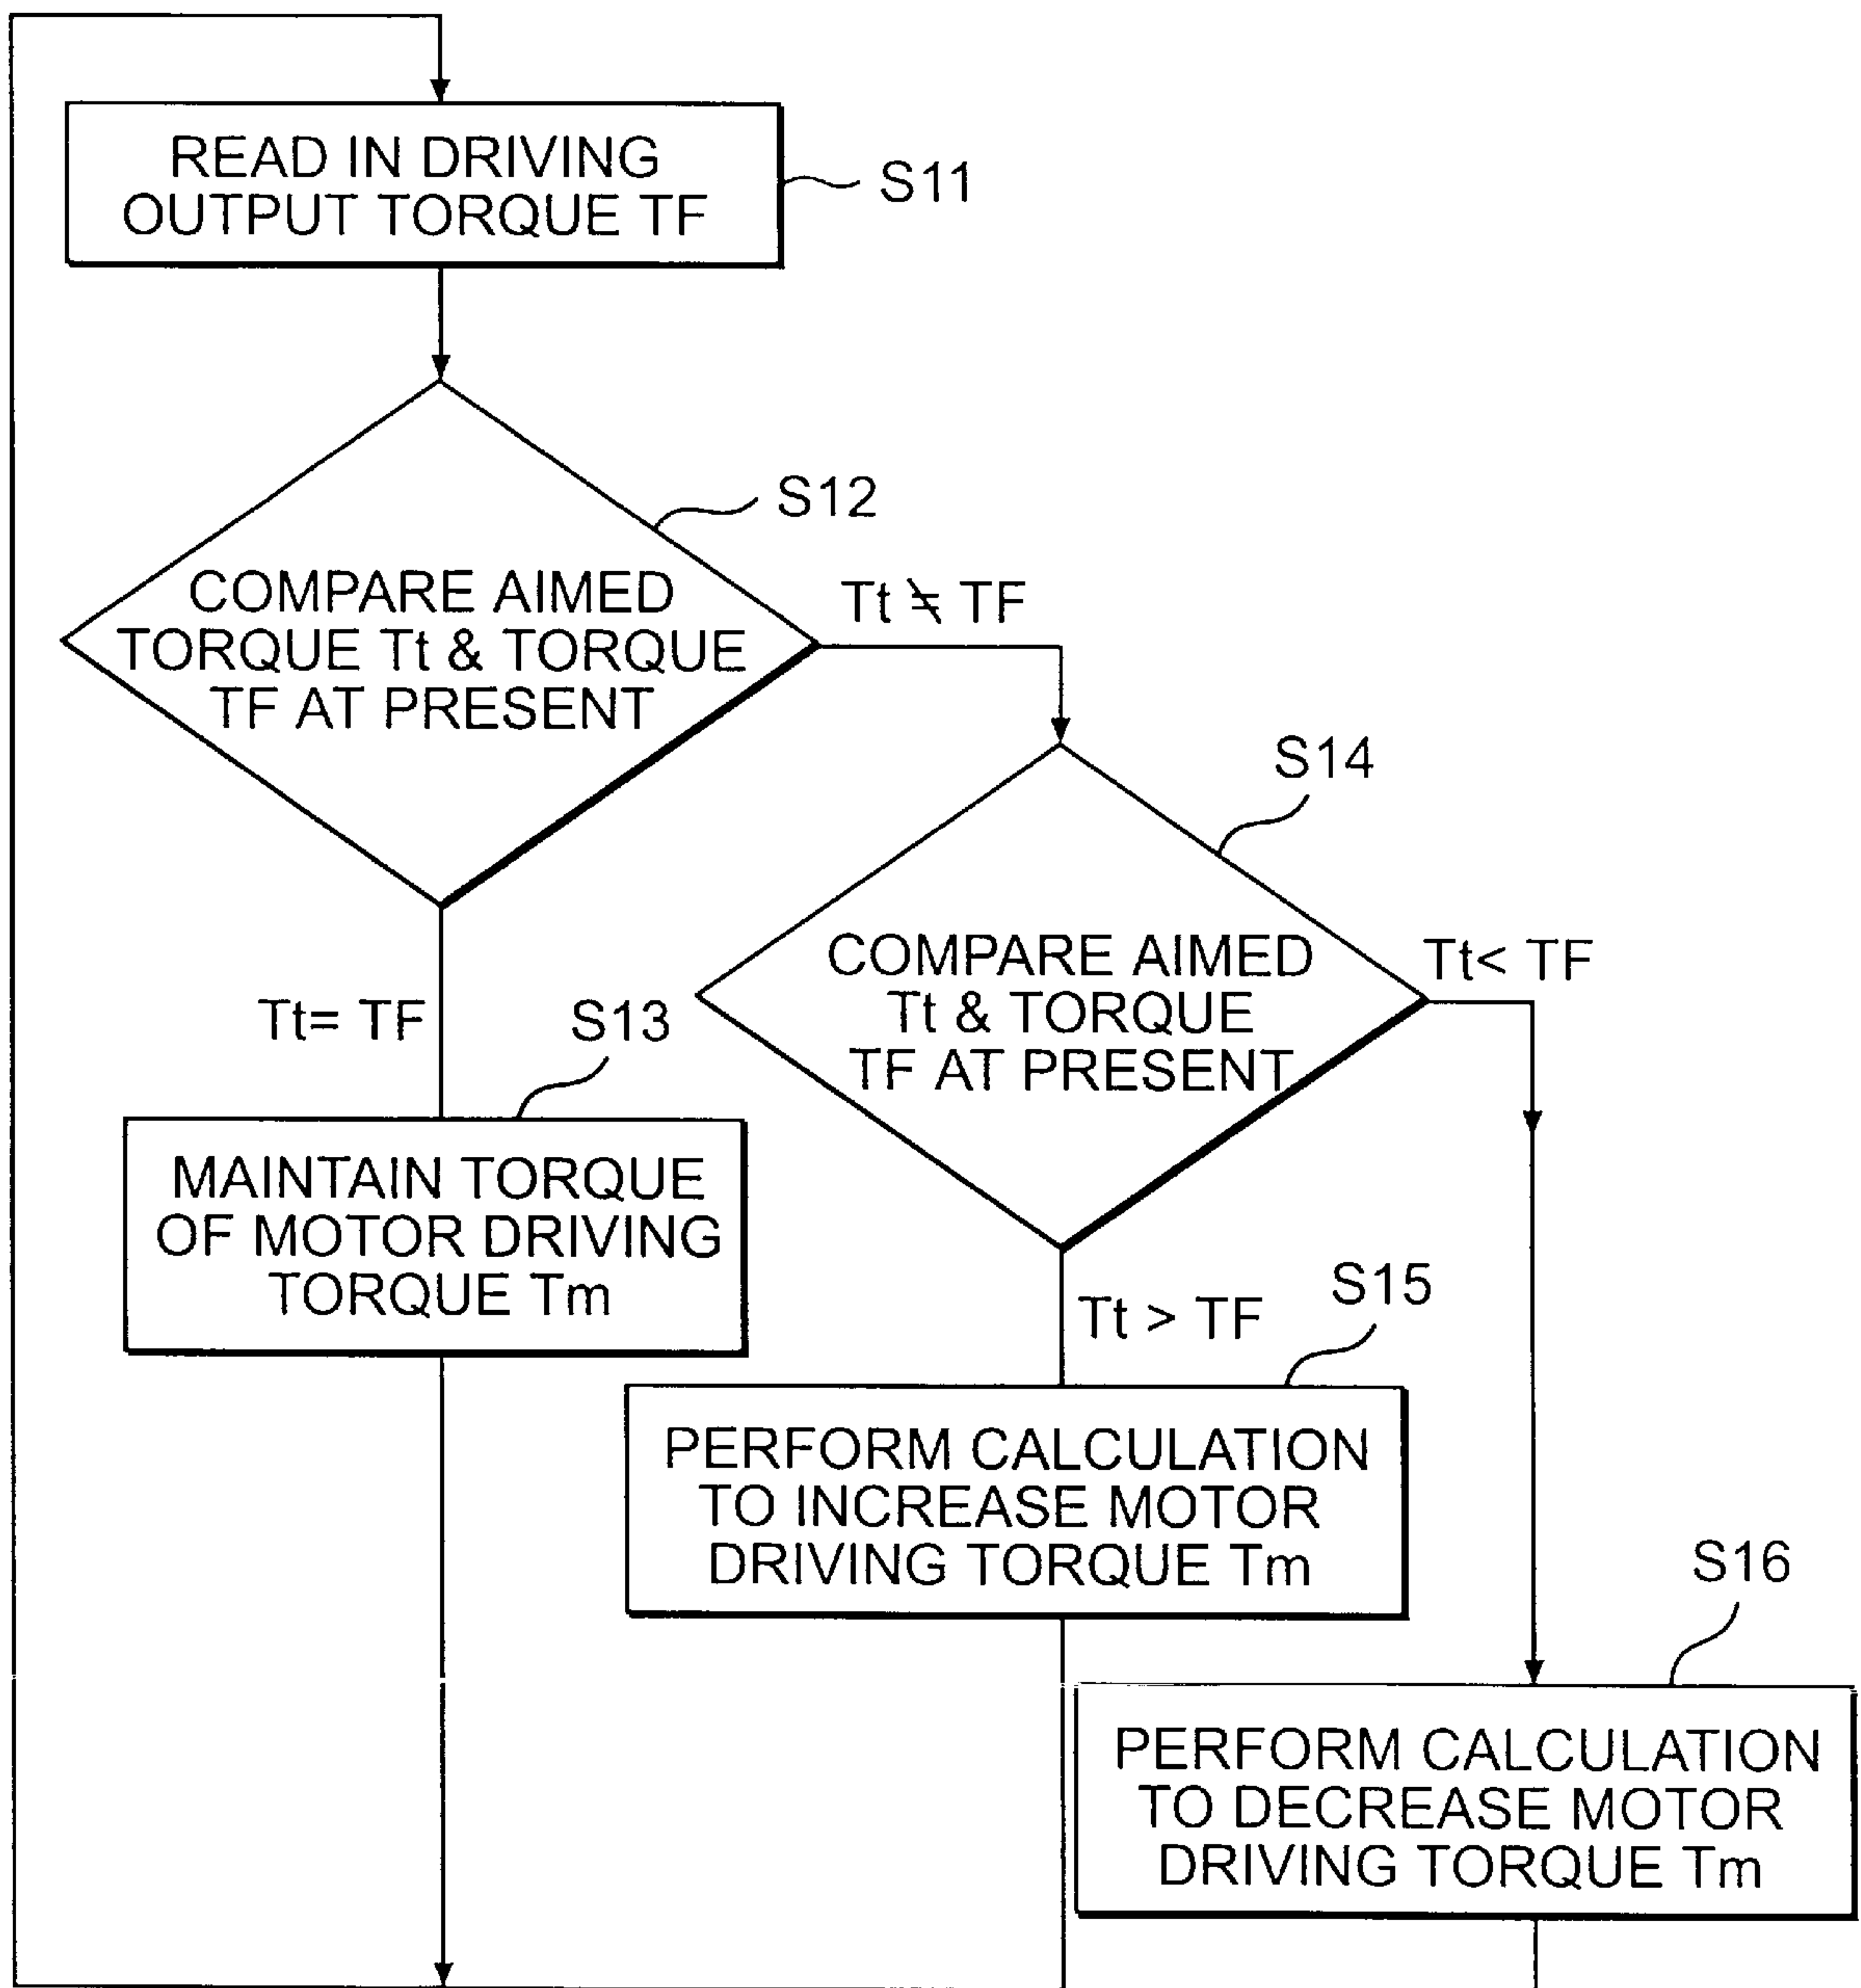 READ IN DRIVING
OUTPUT TORQUE TF
S11
S12
COMPARE AIMED
TORQUE Tt & TORQUE
TF AT PRESENT
Tt ≠ TF
S14
COMPARE AIMED
Tt & TORQUE
TF AT PRESENT
Tt< TF
Tt= TF
S13
MAINTAIN TORQUE
OF MOTOR DRIVING
TORQUE Tm
Tt > TF
S15
PERFORM CALCULATION
TO INCREASE MOTOR
DRIVING TORQUE Tm
S16
PERFORM CALCULATION
TO DECREASE MOTOR
DRIVING TORQUE Tm